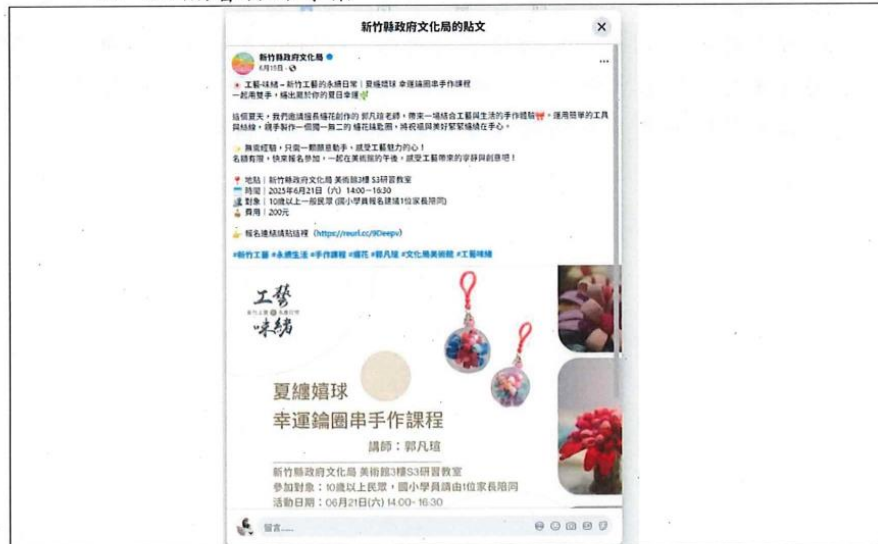 新竹縣政府文化局的貼文
新竹縣政府文化局
6月15日
工藝·味緒 – 新竹工藝的永續日常｜夏纏嬉球 幸運鑰圈串手作課程
一起用雙手，纏出屬於你的夏日幸運
這個夏天，我們邀請擅長纏花創作的 郭凡瑄老師，帶來一場結合工藝與生活的手作體驗，運用簡單的工具
與絲線，親手製作一個獨一無二的 纏花鑰匙圈，將祝福與美好緊緊纏繞在手心。
無需經驗，只需一顆願意動手、感受工藝魅力的心！
名額有限，快來報名參加，一起在美術館的午後，感受工藝帶來的寧靜與創意吧！
地點｜新竹縣政府文化局 美術館3樓 S3研習教室
時間｜2025年6月21日（六）14:00–16:30
對象｜10歲以上一般民眾 (國小學員報名建議1位家長陪同)
費用｜200元
報名連結請點這裡（https://reurl.cc/9Deepv）
#新竹工藝 #永續生活 #手作課程 #纏花 #郭凡瑄 #文化局美術館 #工藝味緒
工藝
味緒
夏纏嬉球
幸運鑰圈串手作課程
講師：郭凡瑄
新竹縣政府文化局 美術館3樓S3研習教室
參加對象：10歲以上民眾，國小學員請由1位家長陪同
活動日期：06月21日(六) 14:00- 16:30
留言......